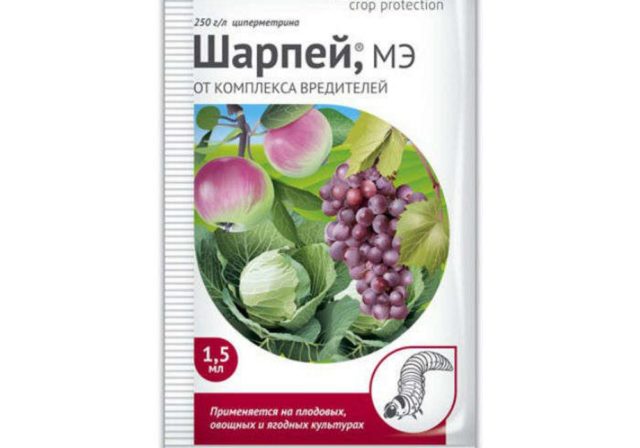 crop protection
250 г/л циперметрина
Шарпей,® МЭ
ОТ КОМПЛЕКСА ВРЕДИТЕЛЕЙ
1,5
мл
Применяется на плодовых,
овощных и ягодных культурах